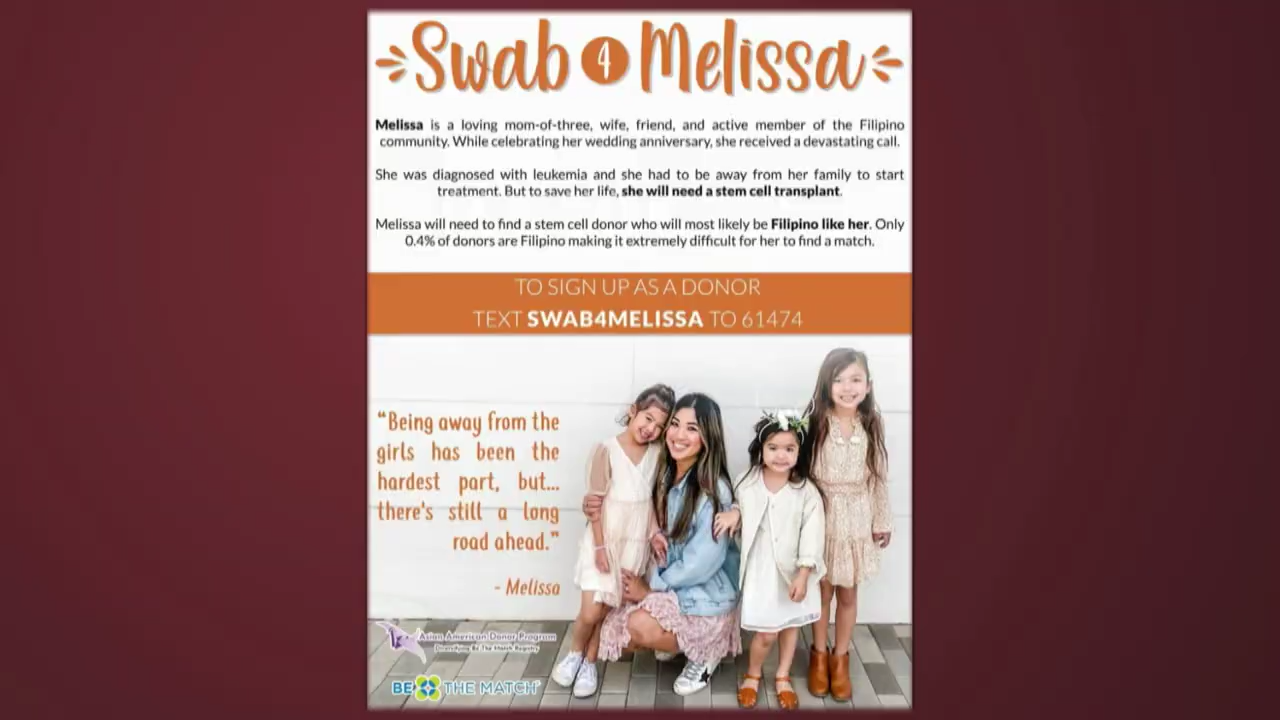 Swab 4 Melissa
Melissa is a loving mom-of-three, wife, friend, and active member of the Filipino
community. While celebrating her wedding anniversary, she received a devastating call.
She was diagnosed with leukemia and she had to be away from her family to start
treatment. But to save her life, she will need a stem cell transplant.
Melissa will need to find a stem cell donor who will most likely be Filipino like her. Only
0.4% of donors are Filipino making it extremely difficult for her to find a match.
TO SIGN UP AS A DONOR
TEXT SWAB4MELISSA TO 61474
“Being away from the
girls has been the
hardest part, but...
there's still a long
road ahead.”
- Melissa
Asian American Donor Program
Diversifying Be The Match Registry
BE THE MATCH®